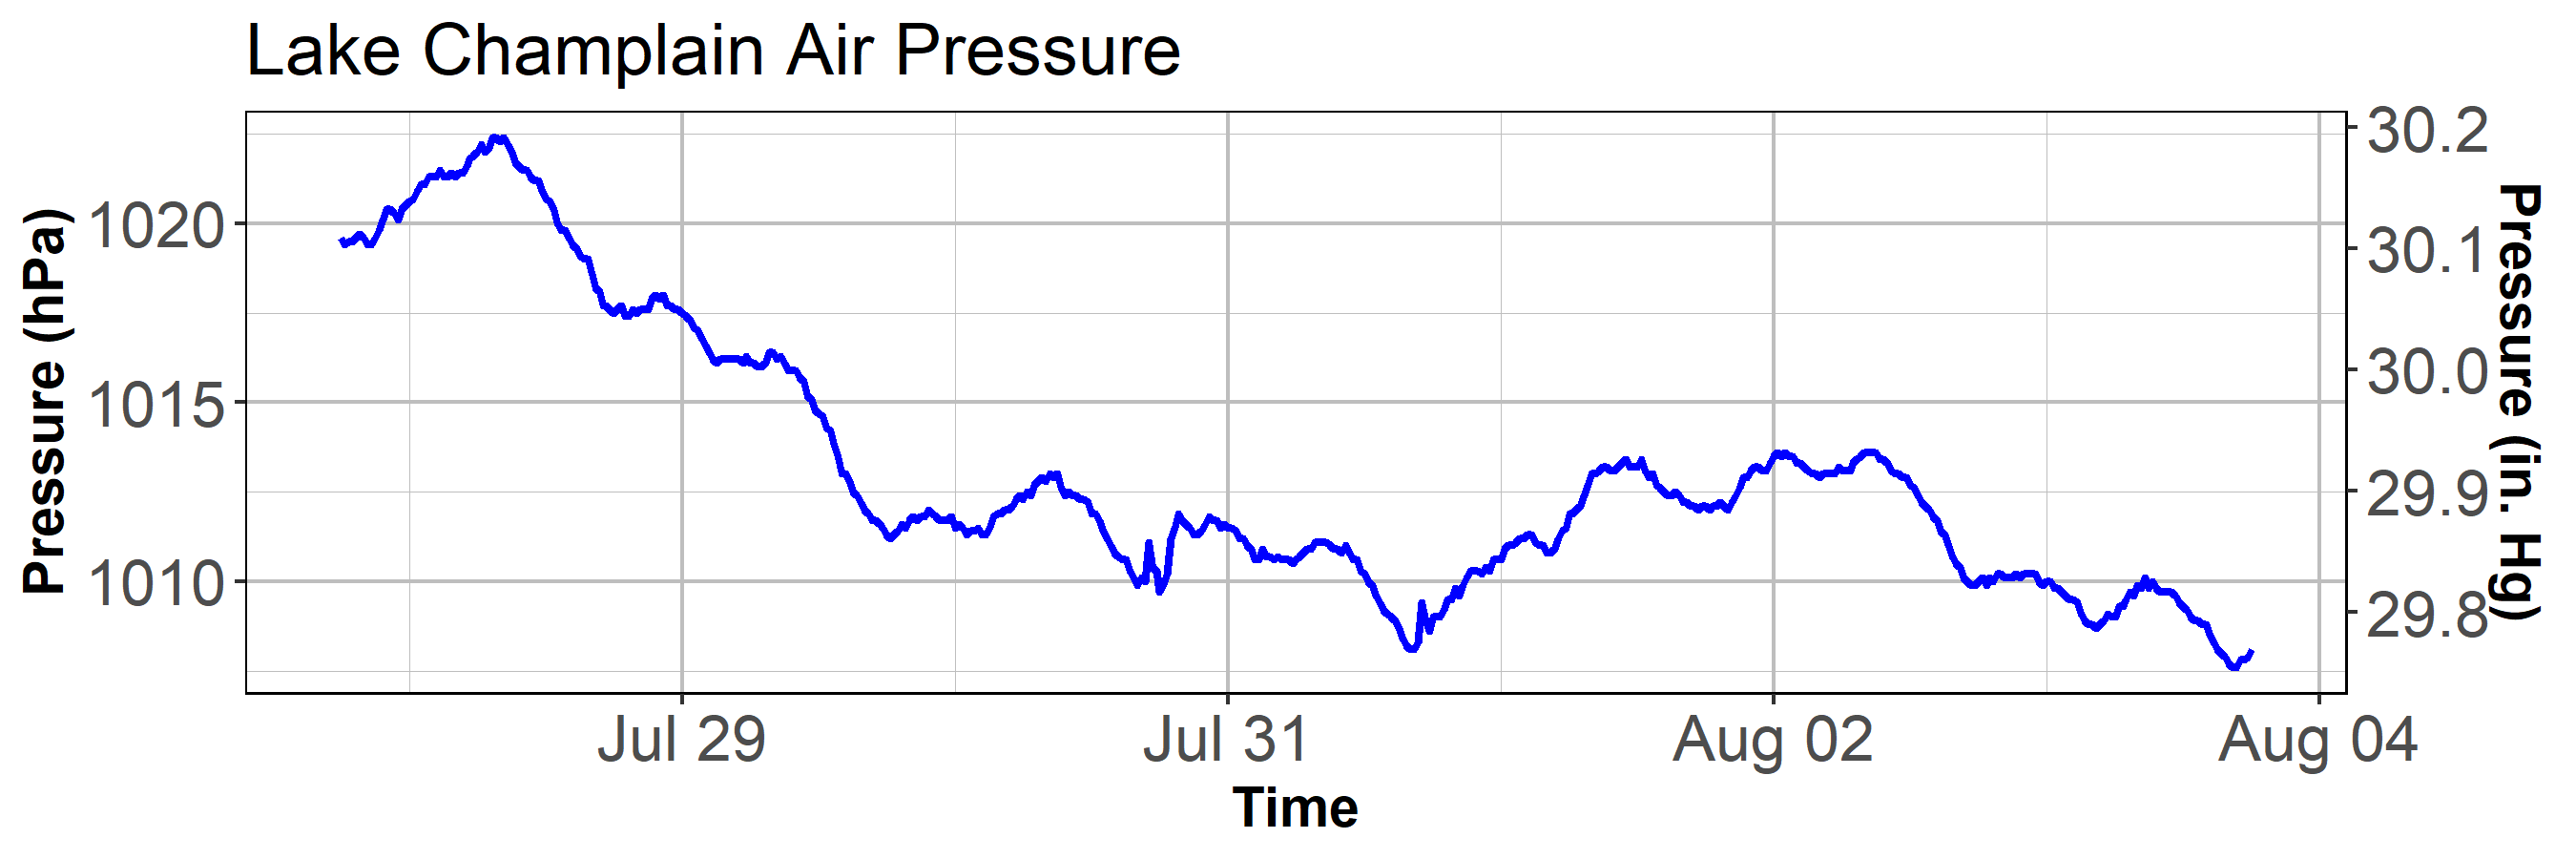 Lake Champlain Air Pressure
Pressure (hPa)
1020
1015
1010
30.2
30.1
30.0
29.9
29.8
Pressure (in. Hg)
Jul 29
Jul 31
Aug 02
Aug 04
Time